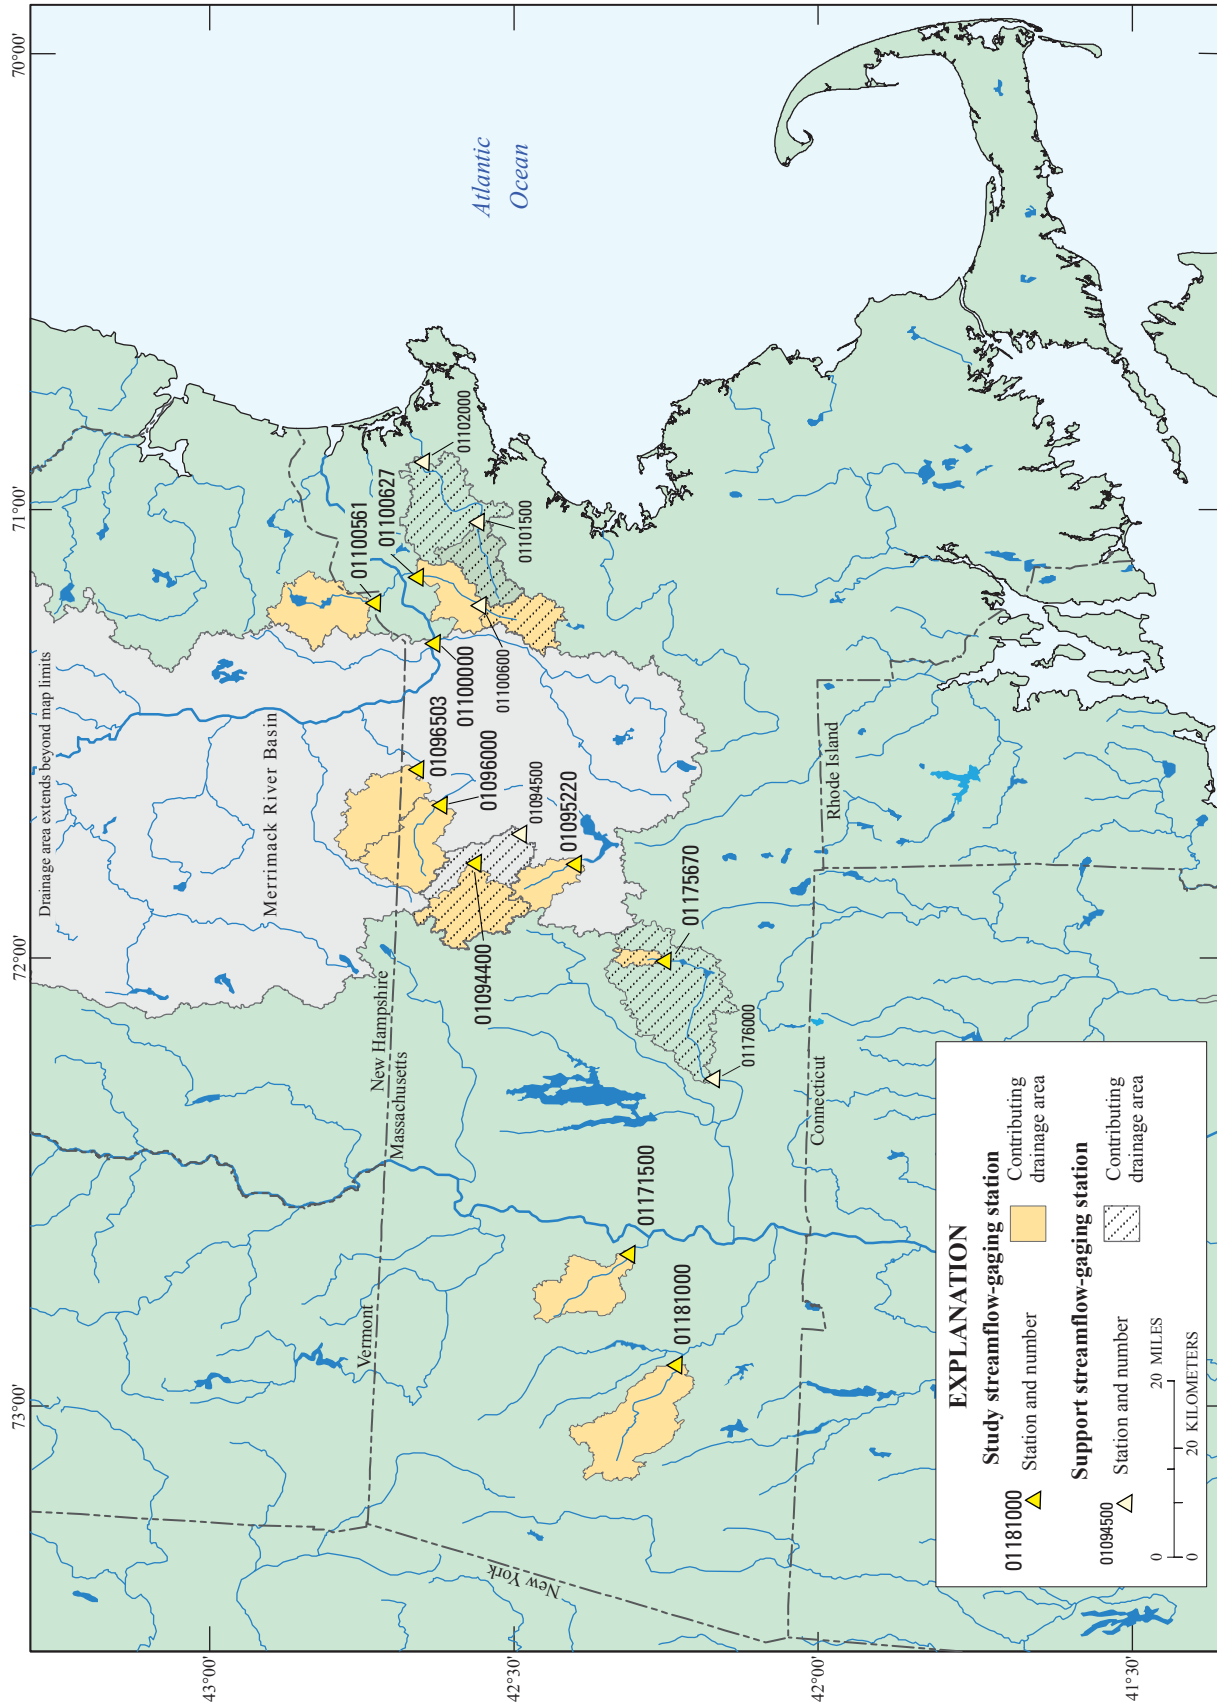 70°00'
71°00'
72°00'
73°00'
43°00'
42°30'
42°00'
41°30'
Drainage area extends beyond map limits
Merrimack River Basin
Atlantic
Ocean
New Hampshire
Massachusetts
Vermont
New York
Connecticut
Rhode Island
01100561
01100627
01102000
01101500
01100000
01100600
01096503
01096000
01094500
01095220
01094400
01175670
01176000
01171500
01181000
EXPLANATION
Study streamflow-gaging station
01181000 Station and number
Contributing
drainage area
Support streamflow-gaging station
01094500 Station and number
Contributing
drainage area
0 20 MILES
0 20 KILOMETERS